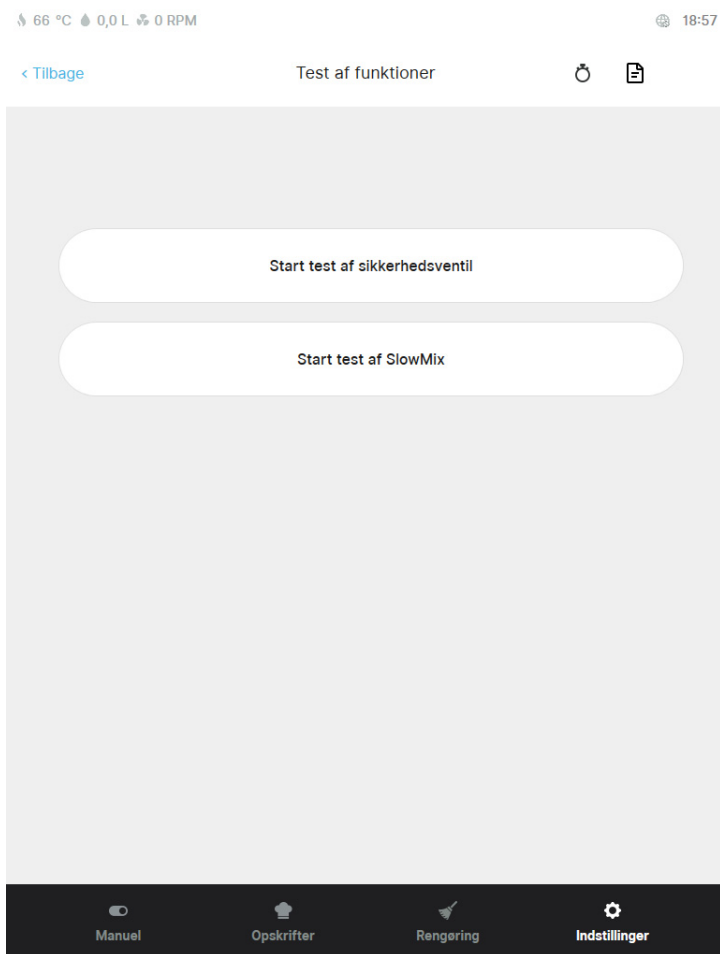 66 °C 0,0 L 0 RPM 18:57
< Tilbage Test af funktioner
Start test af sikkerhedsventil
Start test af SlowMix
Manuel Opskrifter Rengøring Indstillinger